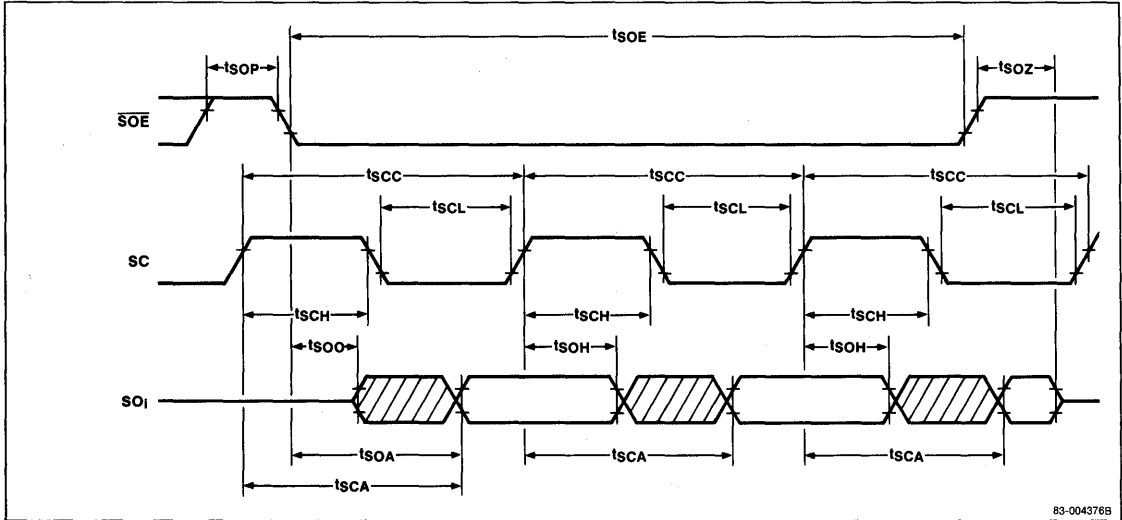 tSOE
tSOP
tSOZ
SOE
tSCC tSCC tSCC
tSCL tSCL tSCL
SC
tSCH tSCH tSCH
tSOO tSOH tSOH
SOi
tSOA tSCA tSCA
tSCA
83-004376B